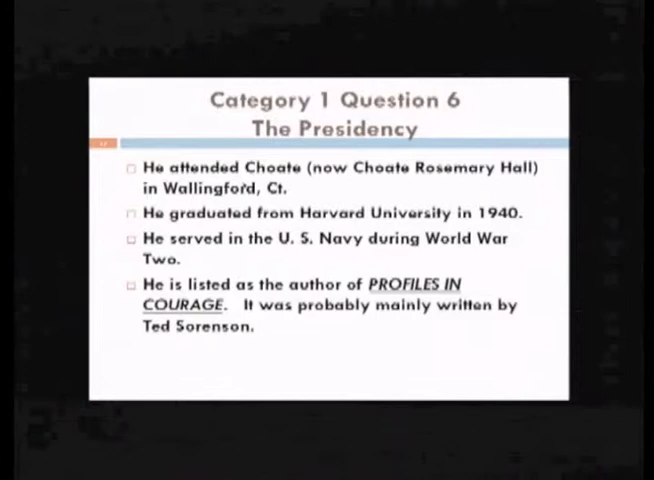 Category 1 Question 6
The Presidency
He attended Choate (now Choate Rosemary Hall)
in Wallingford, Ct.
He graduated from Harvard University in 1940.
He served in the U. S. Navy during World War
Two.
He is listed as the author of PROFILES IN
COURAGE. It was probably mainly written by
Ted Sorenson.